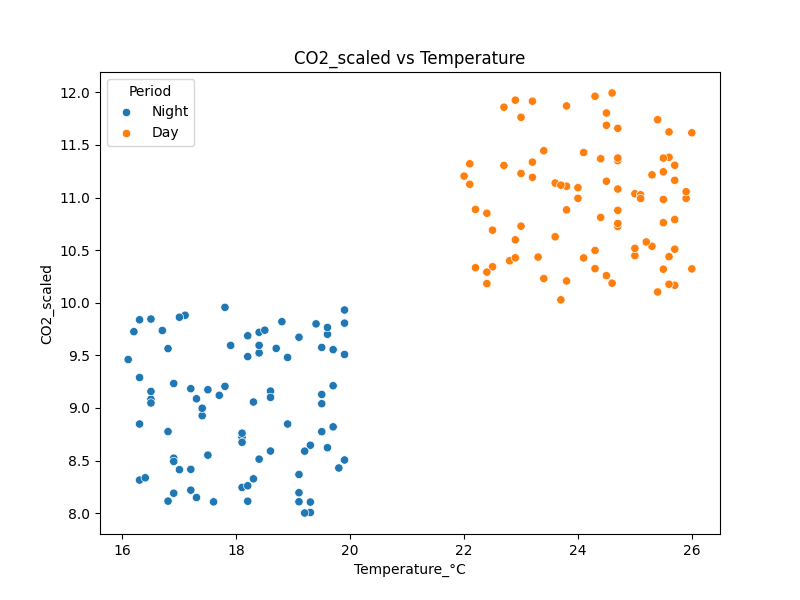 CO2_scaled vs Temperature
Period
Night
Day
CO2_scaled
12.0
11.5
11.0
10.5
10.0
9.5
9.0
8.5
8.0
16 18 20 22 24 26
Temperature_°C